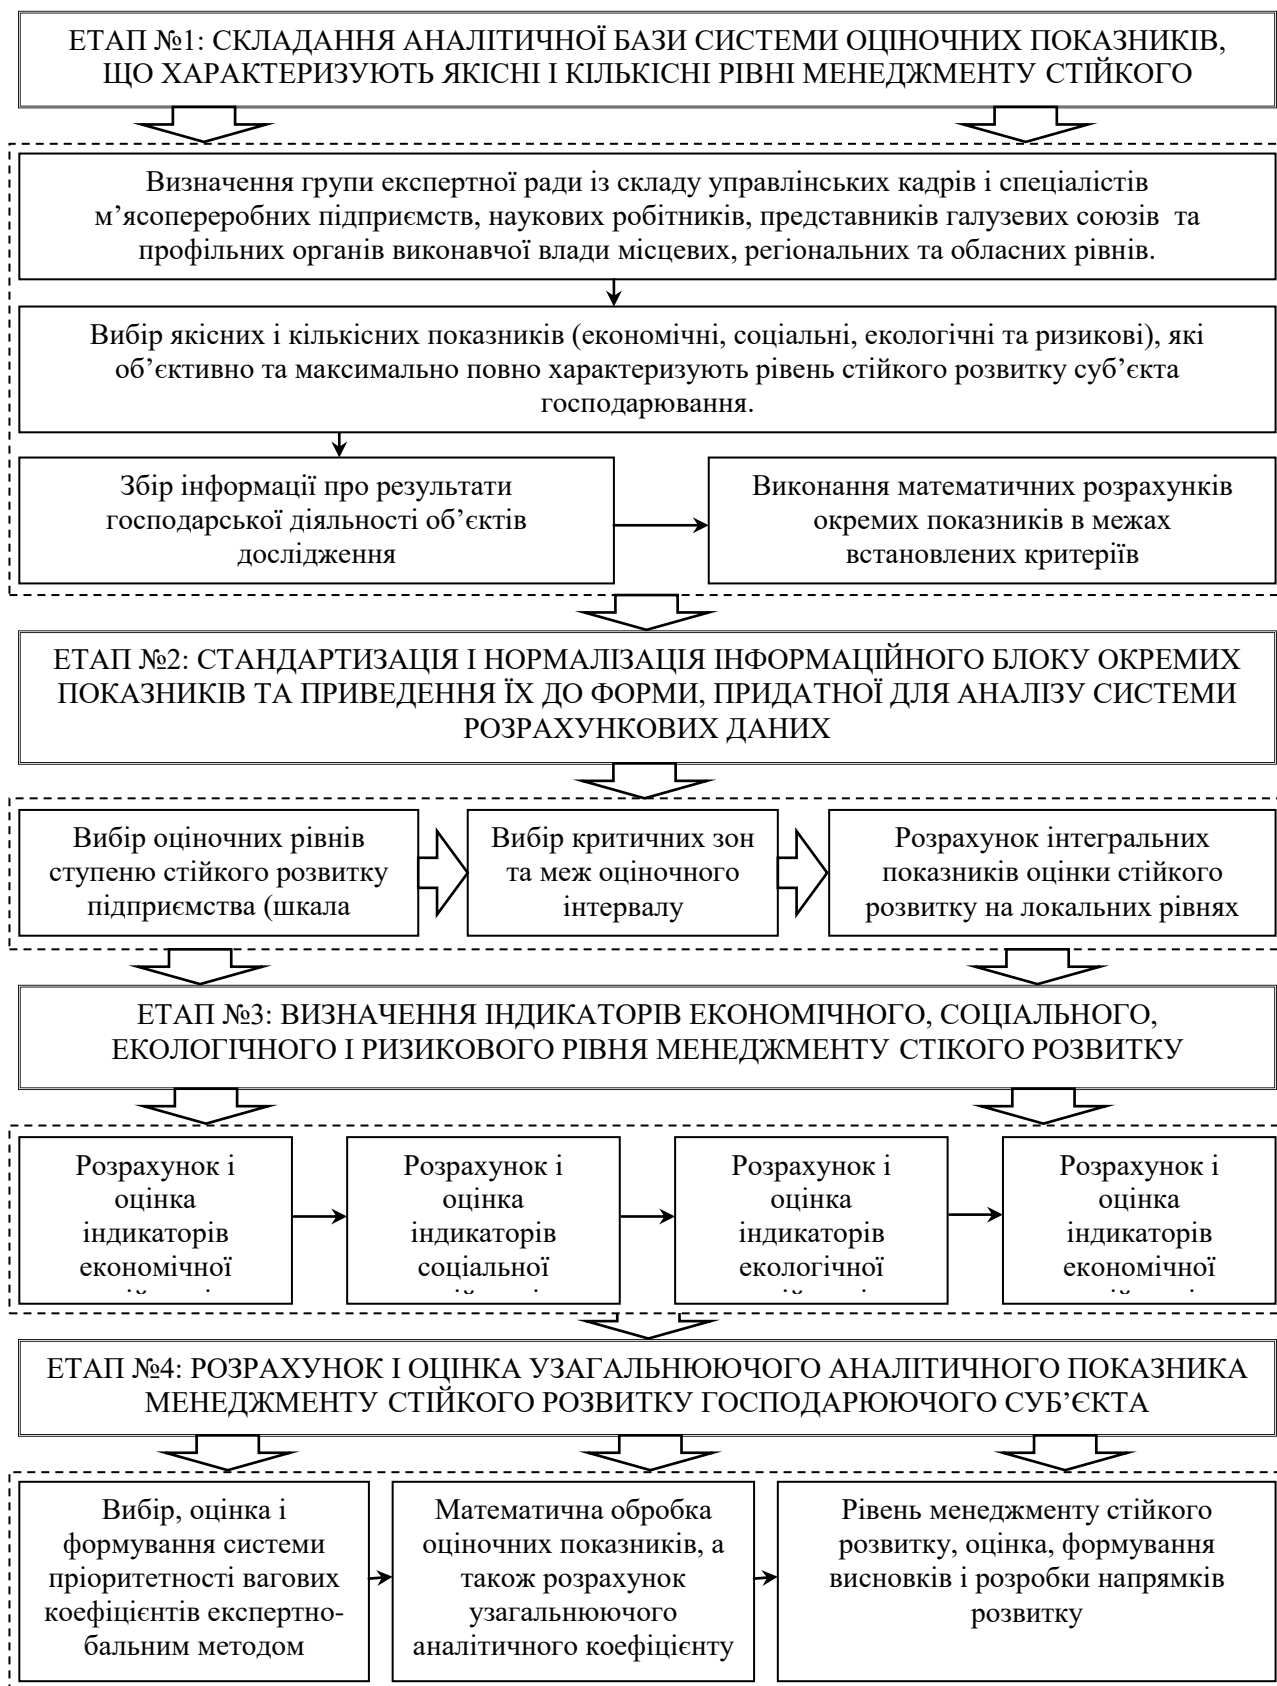 ЕТАП №1: СКЛАДАННЯ АНАЛІТИЧНОЇ БАЗИ СИСТЕМИ ОЦІНОЧНИХ ПОКАЗНИКІВ,
ЩО ХАРАКТЕРИЗУЮТЬ ЯКІСНІ І КІЛЬКІСНІ РІВНІ МЕНЕДЖМЕНТУ СТІЙКОГО
Визначення групи експертної ради із складу управлінських кадрів і спеціалістів
м’ясопереробних підприємств, наукових робітників, представників галузевих союзів та
профільних органів виконавчої влади місцевих, регіональних та обласних рівнів.
Вибір якісних і кількісних показників (економічні, соціальні, екологічні та ризикові), які
об’єктивно та максимально повно характеризують рівень стійкого розвитку суб’єкта
господарювання.
Збір інформації про результати
господарської діяльності об’єктів
дослідження
Виконання математичних розрахунків
окремих показників в межах
встановлених критеріїв
ЕТАП №2: СТАНДАРТИЗАЦІЯ І НОРМАЛІЗАЦІЯ ІНФОРМАЦІЙНОГО БЛОКУ ОКРЕМИХ
ПОКАЗНИКІВ ТА ПРИВЕДЕННЯ ЇХ ДО ФОРМИ, ПРИДАТНОЇ ДЛЯ АНАЛІЗУ СИСТЕМИ
РОЗРАХУНКОВИХ ДАНИХ
Вибір оціночних рівнів
ступеню стійкого розвитку
підприємства (шкала
Вибір критичних зон
та меж оціночного
інтервалу
Розрахунок інтегральних
показників оцінки стійкого
розвитку на локальних рівнях
ЕТАП №3: ВИЗНАЧЕННЯ ІНДИКАТОРІВ ЕКОНОМІЧНОГО, СОЦІАЛЬНОГО,
ЕКОЛОГІЧНОГО І РИЗИКОВОГО РІВНЯ МЕНЕДЖМЕНТУ СТІКОГО РОЗВИТКУ
Розрахунок і
оцінка
індикаторів
економічної
Розрахунок і
оцінка
індикаторів
соціальної
Розрахунок і
оцінка
індикаторів
екологічної
Розрахунок і
оцінка
індикаторів
економічної
ЕТАП №4: РОЗРАХУНОК І ОЦІНКА УЗАГАЛЬНЮЮЧОГО АНАЛІТИЧНОГО ПОКАЗНИКА
МЕНЕДЖМЕНТУ СТІЙКОГО РОЗВИТКУ ГОСПОДАРЮЮЧОГО СУБ’ЄКТА
Вибір, оцінка і
формування системи
пріоритетності вагових
коефіцієнтів експертно-
бальним методом
Математична обробка
оціночних показників, а
також розрахунок
узагальнюючого
аналітичного коефіцієнту
Рівень менеджменту стійкого
розвитку, оцінка, формування
висновків і розробки напрямків
розвитку